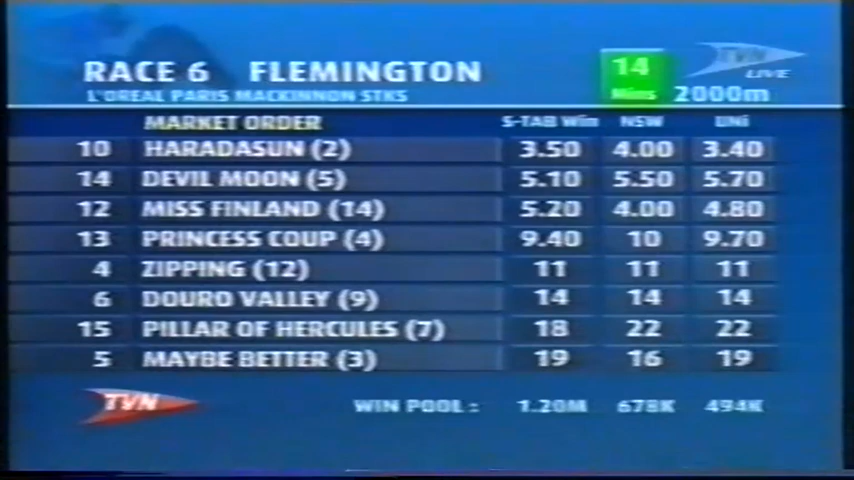 RACE 6 FLEMINGTON 14 TVN
L'OREAL PARIS MACKINNON STKS Mins 2000m LIVE
MARKET ORDER S-TAB Win NSW UNi
10 HARADASUN (2) 3.50 4.00 3.40
14 DEVIL MOON (5) 5.10 5.50 5.70
12 MISS FINLAND (14) 5.20 4.00 4.80
13 PRINCESS COUP (4) 9.40 10 9.70
4 ZIPPING (12) 11 11 11
6 DOURO VALLEY (9) 14 14 14
15 PILLAR OF HERCULES (7) 18 22 22
5 MAYBE BETTER (3) 19 16 19
TVN WIN POOL : 1.20M 678K 494K